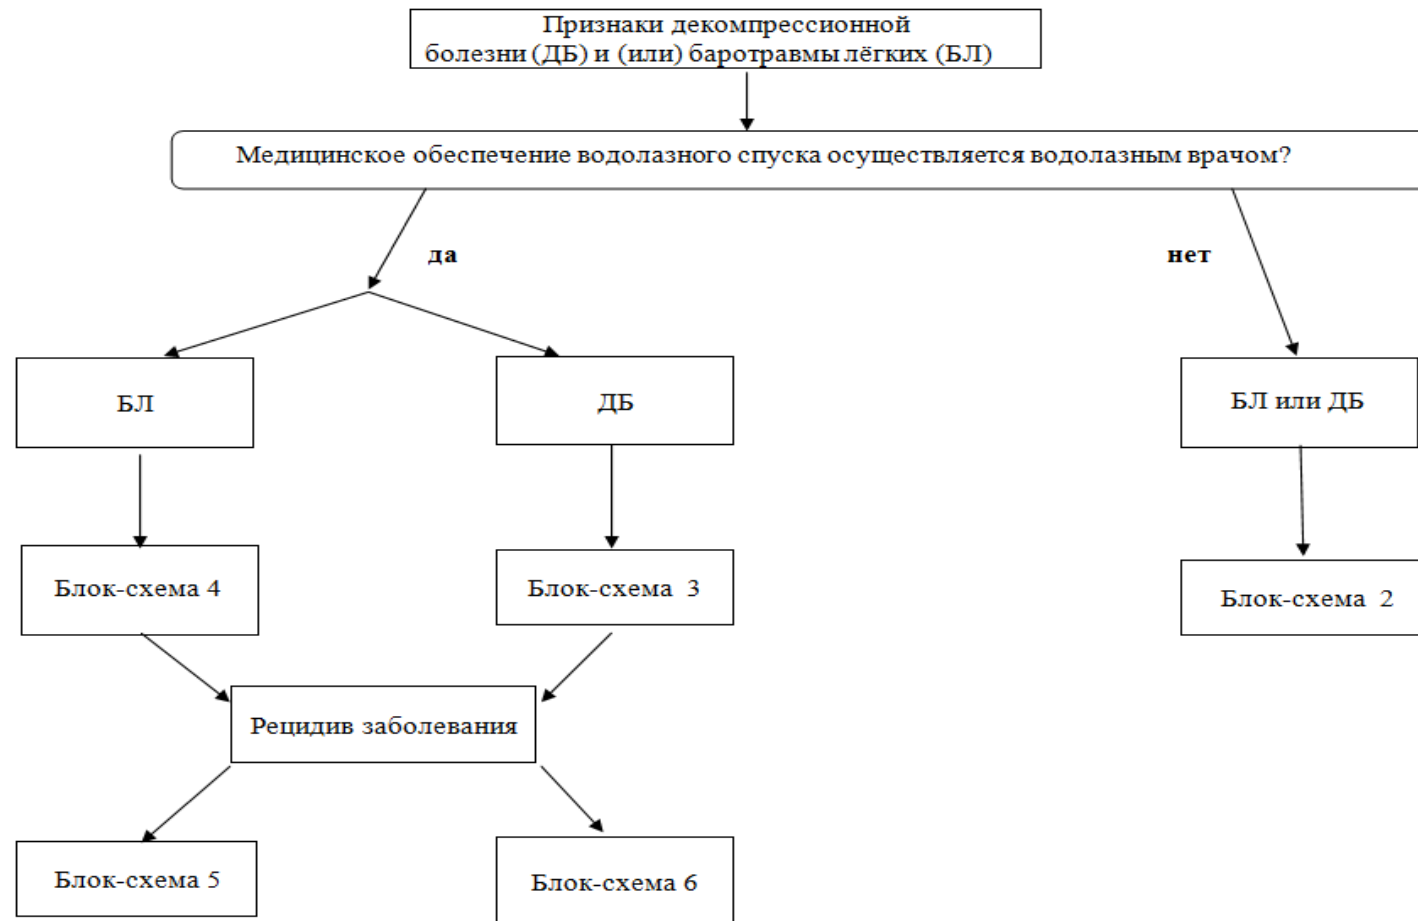 Признаки декомпрессионной
болезни (ДБ) и (или) баротравмы лёгких (БЛ)
Медицинское обеспечение водолазного спуска осуществляется водолазным врачом?
да
нет
БЛ
ДБ
БЛ или ДБ
Блок-схема 4
Блок-схема 3
Блок-схема 2
Рецидив заболевания
Блок-схема 5
Блок-схема 6